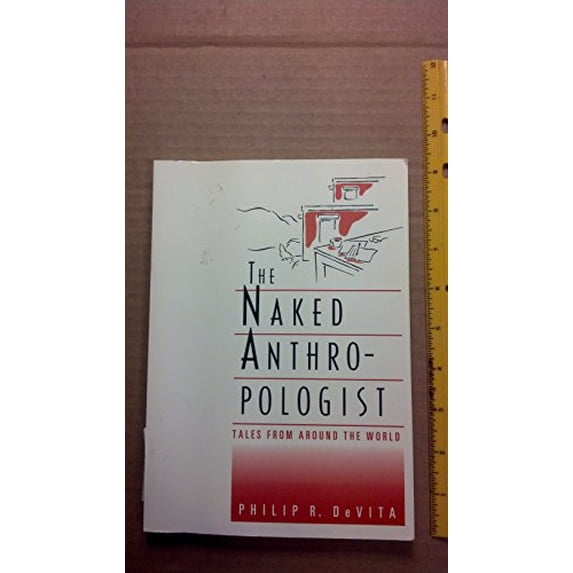 THE
NAKED
ANTHRO-
POLOGIST
TALES FROM AROUND THE WORLD
PHILIP R. DeVITA